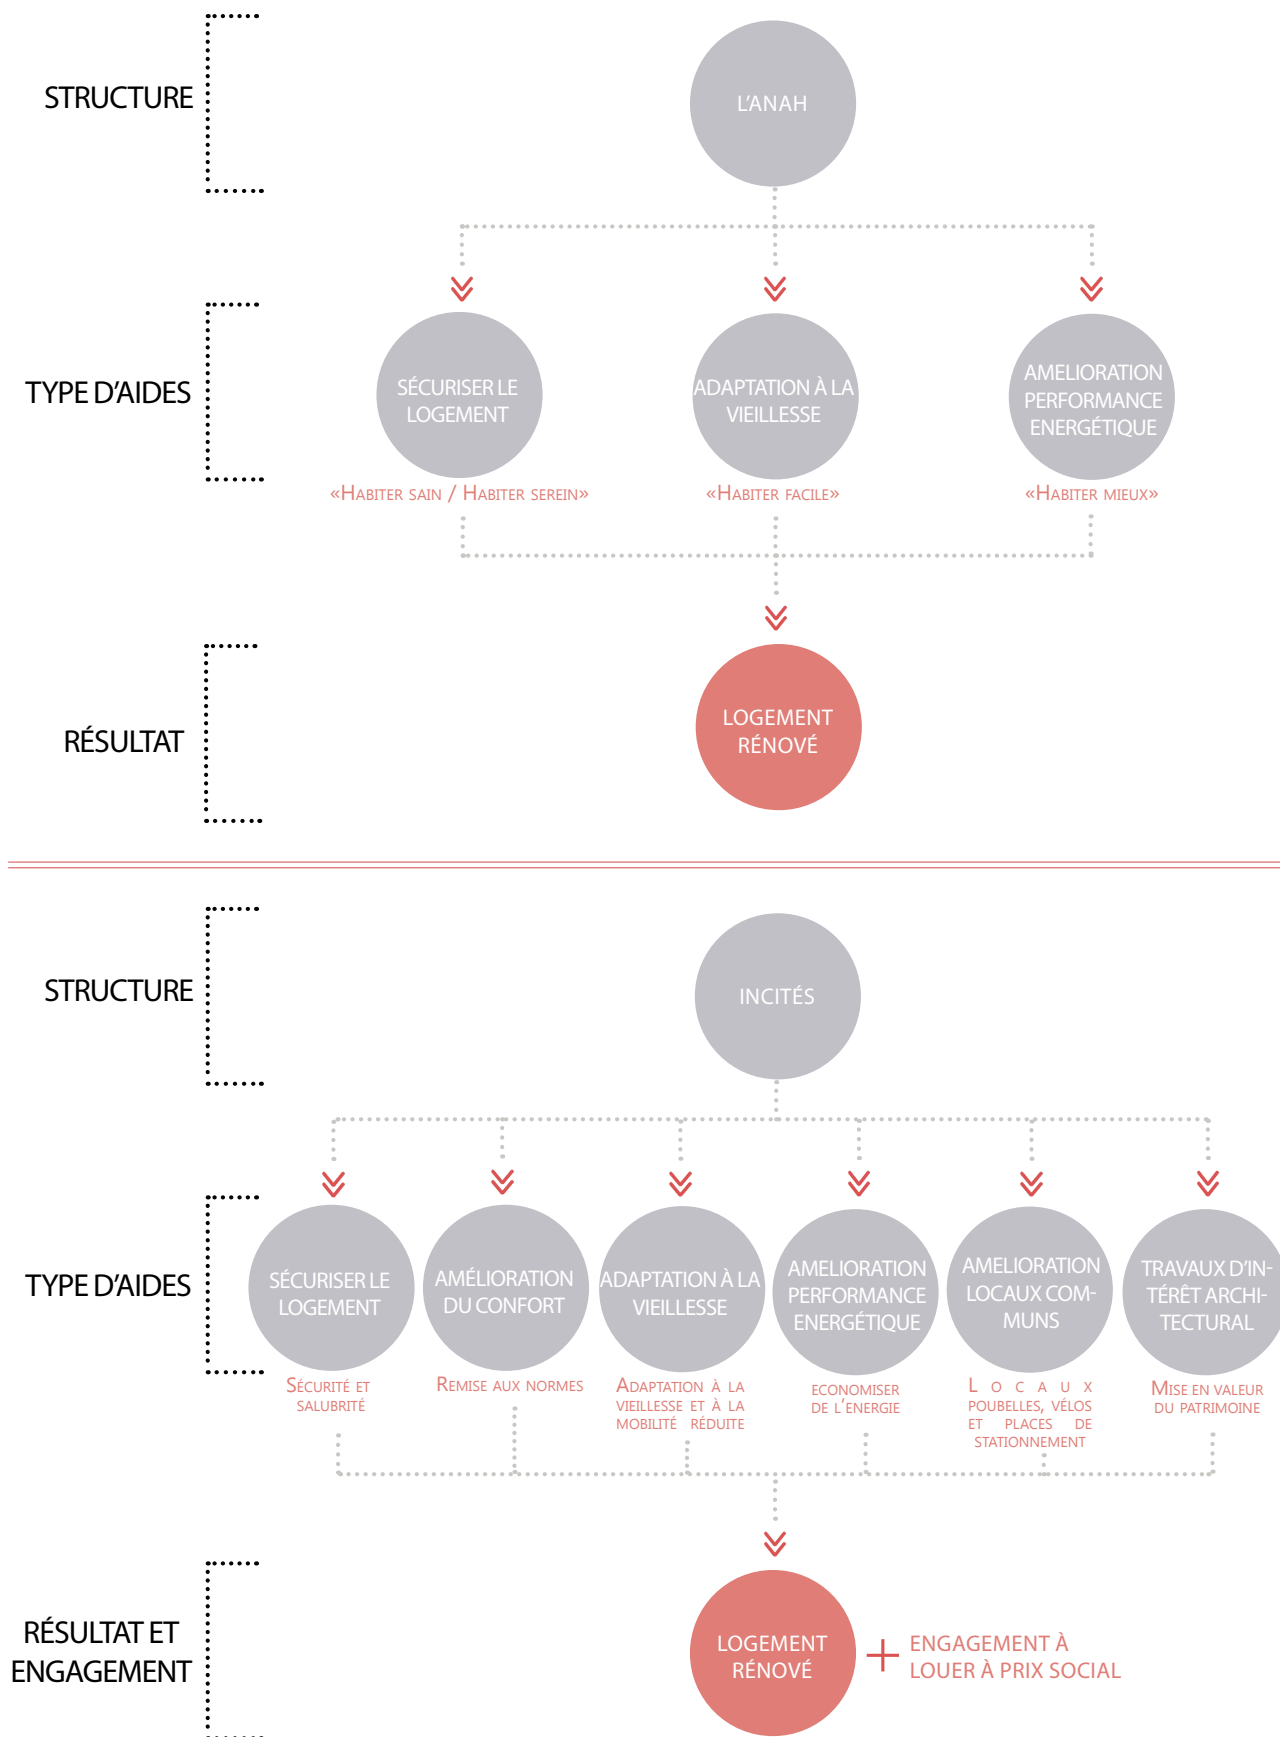 STRUCTURE
L'ANAH
TYPE D'AIDES
SÉCURISER LE
LOGEMENT
«Habiter sain / Habiter serein»
ADAPTATION À LA
VIEILLESSE
«Habiter facile»
AMELIORATION
PERFORMANCE
ENERGÉTIQUE
«Habiter mieux»
RÉSULTAT
LOGEMENT
RÉNOVÉ
STRUCTURE
INCITÉS
TYPE D'AIDES
SÉCURISER LE
LOGEMENT
Sécurité et
salubrité
AMÉLIORATION
DU CONFORT
Remise aux normes
ADAPTATION À LA
VIEILLESSE
Adaptation à la
vieillesse et à la
mobilité réduite
AMELIORATION
PERFORMANCE
ENERGÉTIQUE
economiser
de l'energie
AMELIORATION
LOCAUX COM-
MUNS
Locaux
poubelles, vélos
et places de
stationnement
TRAVAUX D'IN-
TÉRÊT ARCHI-
TECTURAL
Mise en valeur
du patrimoine
RÉSULTAT ET
ENGAGEMENT
LOGEMENT
RÉNOVÉ
+ ENGAGEMENT À
LOUER À PRIX SOCIAL